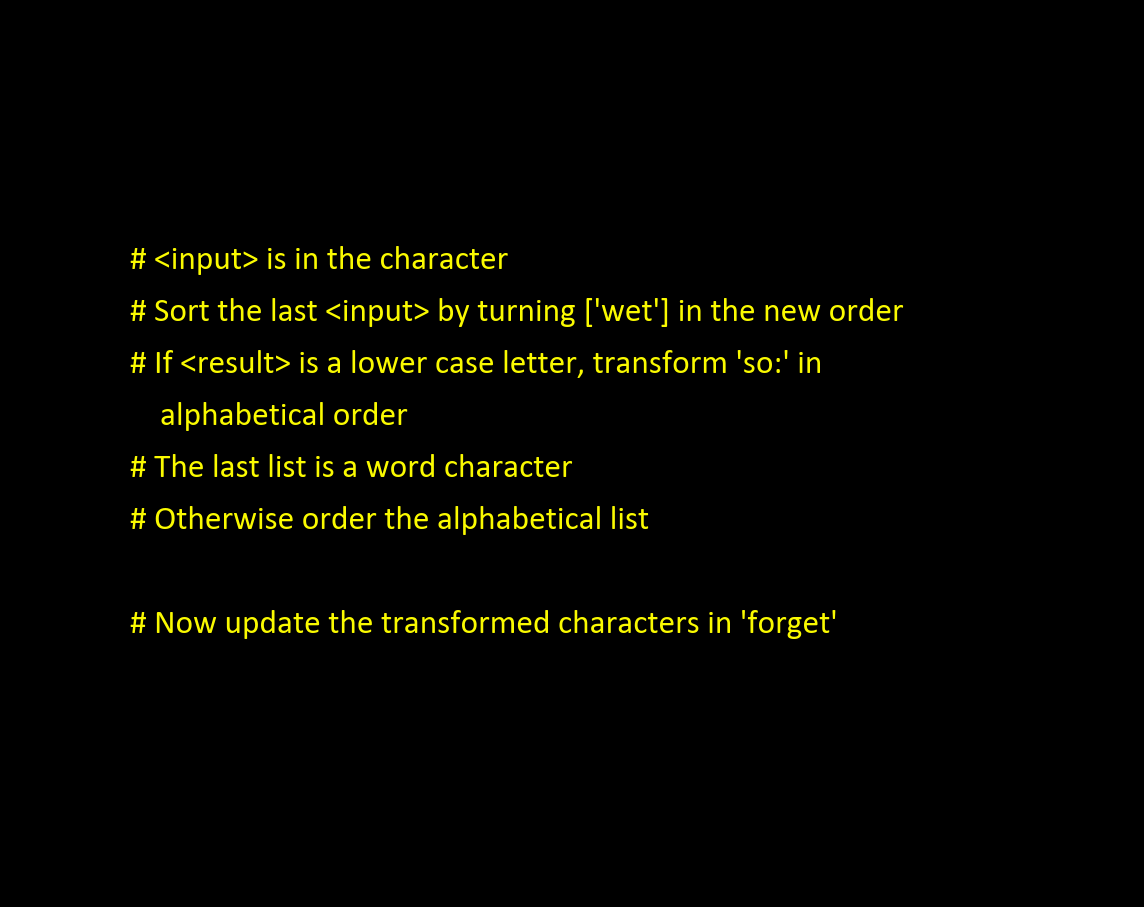 # <input> is in the character
# Sort the last <input> by turning ['wet'] in the new order
# If <result> is a lower case letter, transform 'so:' in
alphabetical order
# The last list is a word character
# Otherwise order the alphabetical list
# Now update the transformed characters in 'forget'